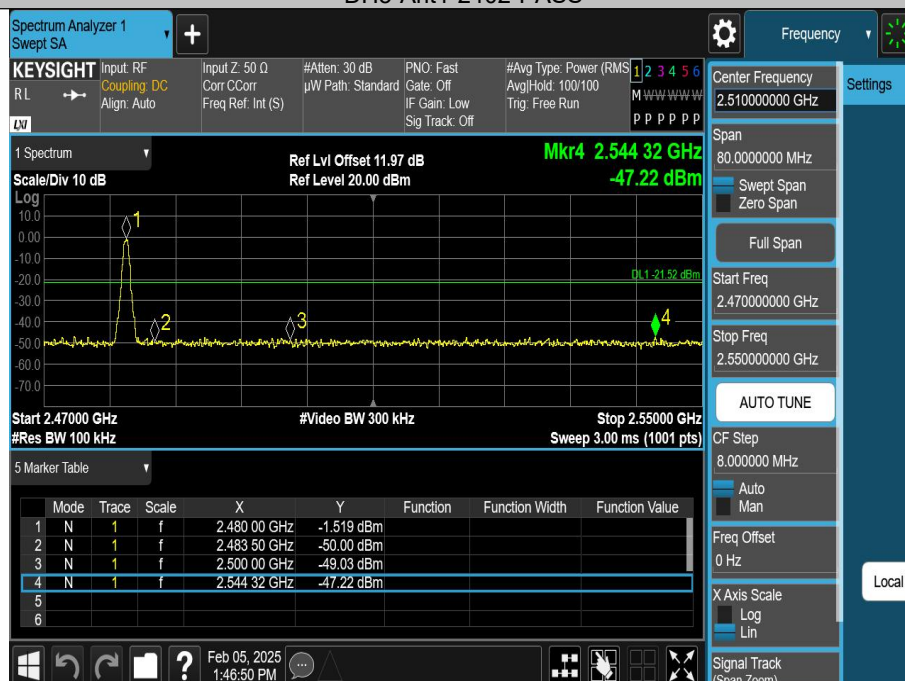 Spectrum Analyzer 1
Swept SA
+
Frequency
KEYSIGHT
RL
LXI
Input: RF
Coupling: DC
Align: Auto
Input Z: 50 Ω
Corr CCorr
Freq Ref: Int (S)
#Atten: 30 dB
µW Path: Standard
PNO: Fast
Gate: Off
IF Gain: Low
Sig Track: Off
#Avg Type: Power (RMS
Avg|Hold: 100/100
Trig: Free Run
1 2 3 4 5 6
M W W W W W
P P P P P P
1 Spectrum
Scale/Div 10 dB
Ref Lvl Offset 11.97 dB
Ref Level 20.00 dBm
Mkr4 2.544 32 GHz
-47.22 dBm
Log
10.0
0.00
-10.0
-20.0
-30.0
-40.0
-50.0
-60.0
-70.0
1
2
3
4
DL1 -21.52 dBm
Start 2.47000 GHz
#Video BW 300 kHz
Stop 2.55000 GHz
#Res BW 100 kHz
Sweep 3.00 ms (1001 pts)
5 Marker Table
Mode Trace Scale X Y Function Function Width Function Value
1 N 1 f 2.480 00 GHz -1.519 dBm
2 N 1 f 2.483 50 GHz -50.00 dBm
3 N 1 f 2.500 00 GHz -49.03 dBm
4 N 1 f 2.544 32 GHz -47.22 dBm
5
6
Center Frequency
2.510000000 GHz
Settings
Span
80.0000000 MHz
Swept Span
Zero Span
Full Span
Start Freq
2.470000000 GHz
Stop Freq
2.550000000 GHz
AUTO TUNE
CF Step
8.000000 MHz
Auto
Man
Freq Offset
0 Hz
Local
X Axis Scale
Log
Lin
Signal Track
(Span Zoom)
?
Feb 05, 2025
1:46:50 PM